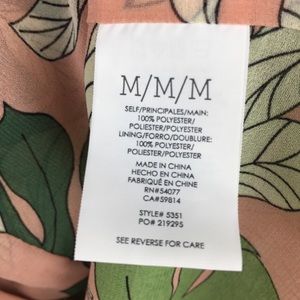 M/M/M
SELF/PRINCIPALES/MAIN:
100% POLYESTER/
POLIESTER/POLYESTER
LINING/FORRO/DOUBLURE:
100% POLYESTER/
POLIESTER/POLYESTER
MADE IN CHINA
HECHO EN CHINA
FABRIQUÉ EN CHINE
RN#54077
CA#59814
STYLE# 5351
PO# 219295
SEE REVERSE FOR CARE